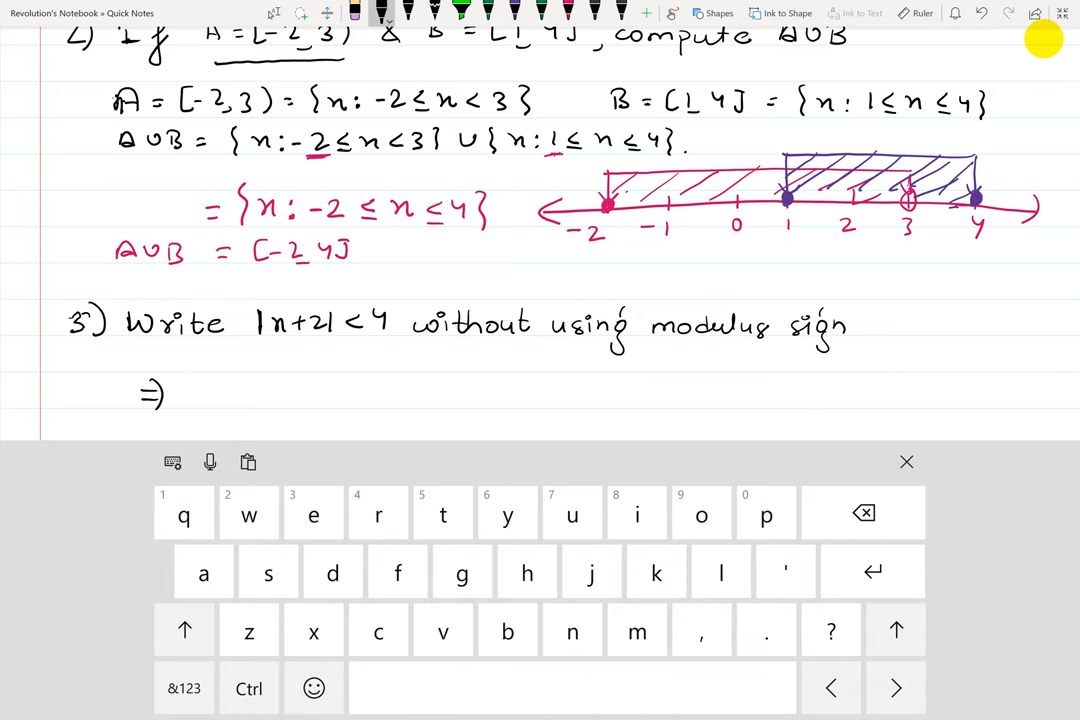 Revolution's Notebook » Quick Notes
Shapes Ink to Shape Ink to Text Ruler
2) If A = [-2, 3) & B = [1, 4], compute A∪B
A = [-2, 3) = {x: -2 ≤ x < 3} B = [1, 4] = {x: 1 ≤ x ≤ 4}
A∪B = {x: -2 ≤ x < 3} ∪ {x: 1 ≤ x ≤ 4}.
= {x: -2 ≤ x ≤ 4}
-2 -1 0 1 2 3 4
A∪B = [-2, 4]
3) Write |x+2| < 4 without using modulus sign
⇒
1 2 3 4 5 6 7 8 9 0
q w e r t y u i o p
a s d f g h j k l '
z x c v b n m , . ?
&123 Ctrl